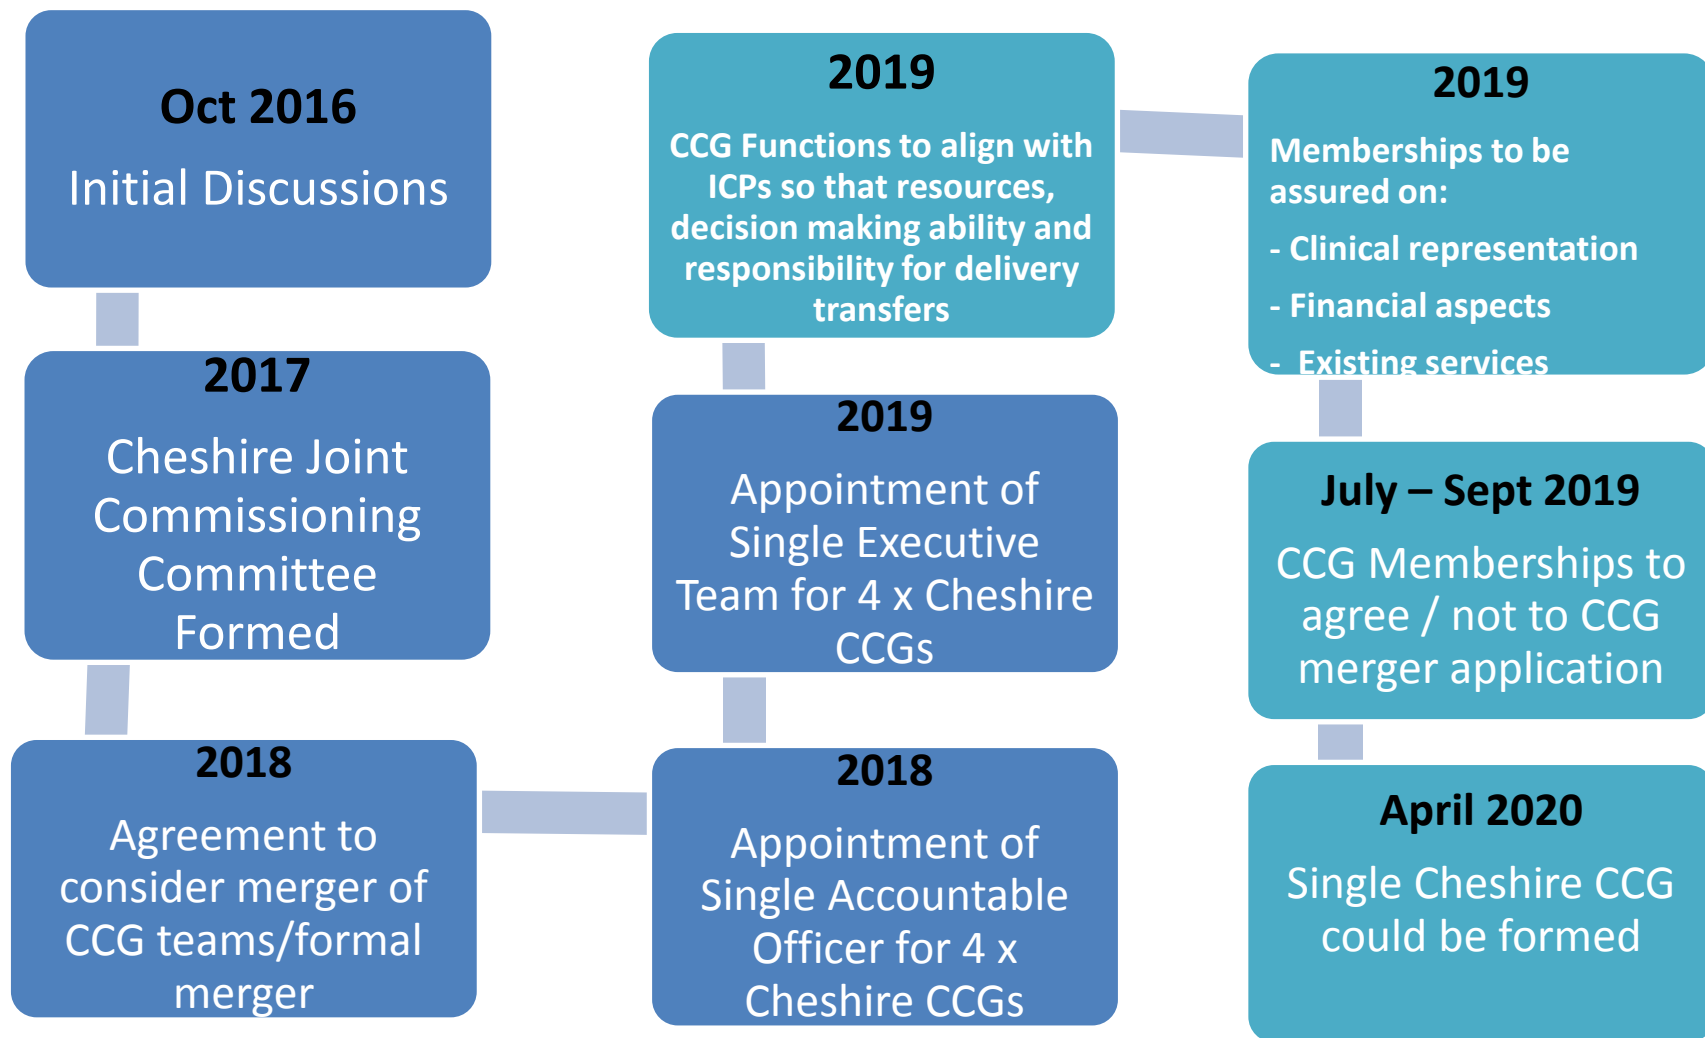 Oct 2016
Initial Discussions
2017
Cheshire Joint
Commissioning
Committee
Formed
2018
Agreement to
consider merger of
CCG teams/formal
merger
2018
Appointment of
Single Accountable
Officer for 4 x
Cheshire CCGs
2019
Appointment of
Single Executive
Team for 4 x Cheshire
CCGs
2019
CCG Functions to align with
ICPs so that resources,
decision making ability and
responsibility for delivery
transfers
2019
Memberships to be
assured on:
- Clinical representation
- Financial aspects
- Existing services
July – Sept 2019
CCG Memberships to
agree / not to CCG
merger application
April 2020
Single Cheshire CCG
could be formed